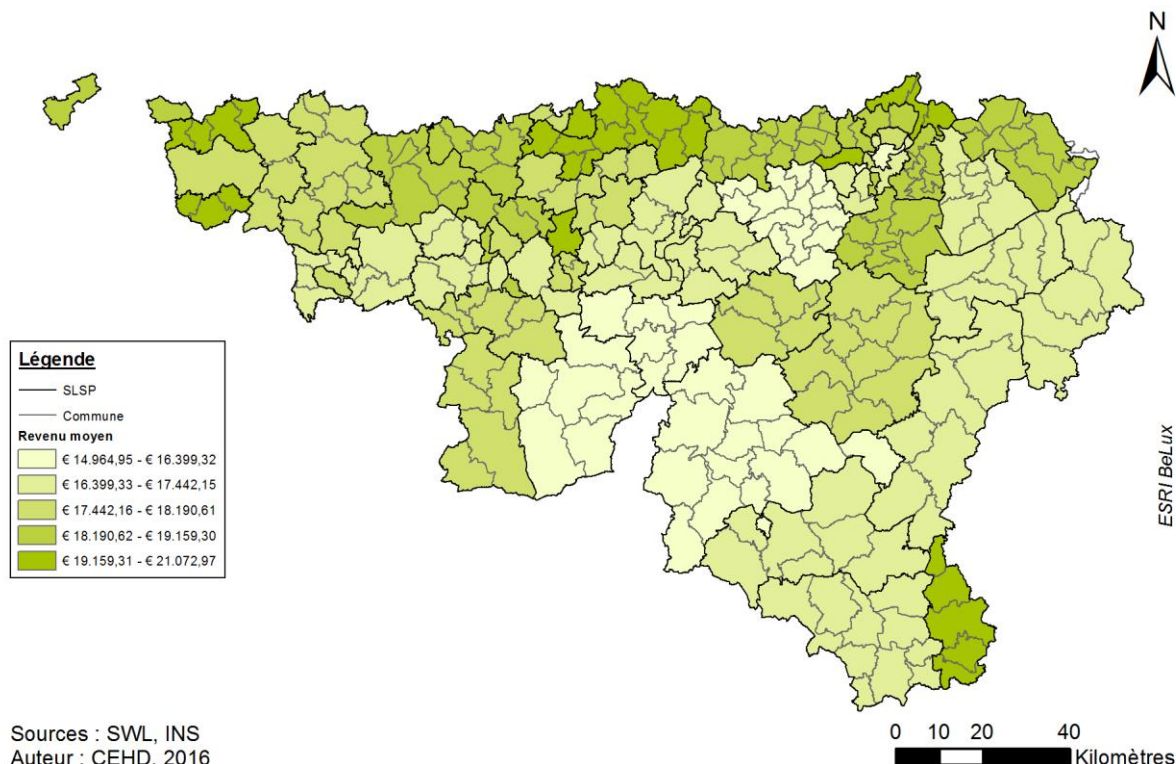 N
Légende
SLSP
Commune
Revenu moyen
€ 14.964,95 - € 16.399,32
€ 16.399,33 - € 17.442,15
€ 17.442,16 - € 18.190,61
€ 18.190,62 - € 19.159,30
€ 19.159,31 - € 21.072,97
ESRI BeLux
Sources : SWL, INS
Auteur : CEHD, 2016
0 10 20 40
Kilomètres